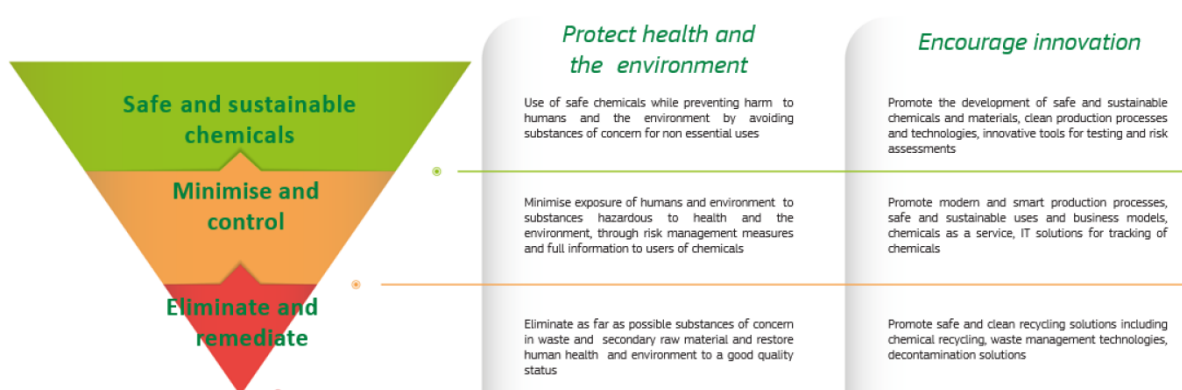 Protect health and
the environment
Encourage innovation
Safe and sustainable
chemicals
Use of safe chemicals while preventing harm to
humans and the environment by avoiding
substances of concern for non essential uses
Promote the development of safe and sustainable
chemicals and materials, clean production processes
and technologies, innovative tools for testing and risk
assessments
Minimise and
control
Minimise exposure of humans and environment to
substances hazardous to health and the
environment, through risk management measures
and full information to users of chemicals
Promote modern and smart production processes,
safe and sustainable uses and business models,
chemicals as a service, IT solutions for tracking of
chemicals
Eliminate and
remediate
Eliminate as far as possible substances of concern
in waste and secondary raw material and restore
human health and environment to a good quality
status
Promote safe and clean recycling solutions including
chemical recycling, waste management technologies,
decontamination solutions